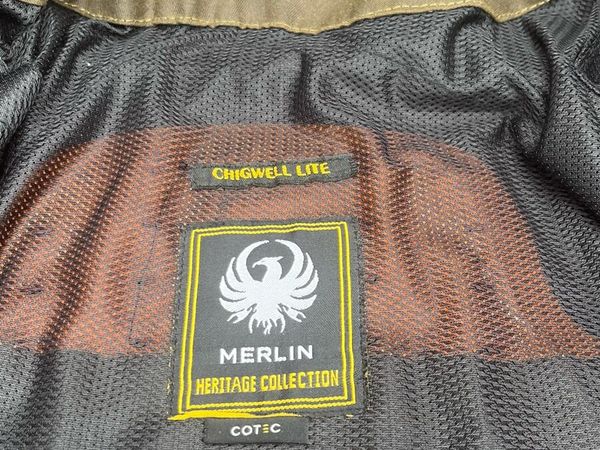 CHIGWELL LITE
MERLIN
HERITAGE COLLECTION
COTEC